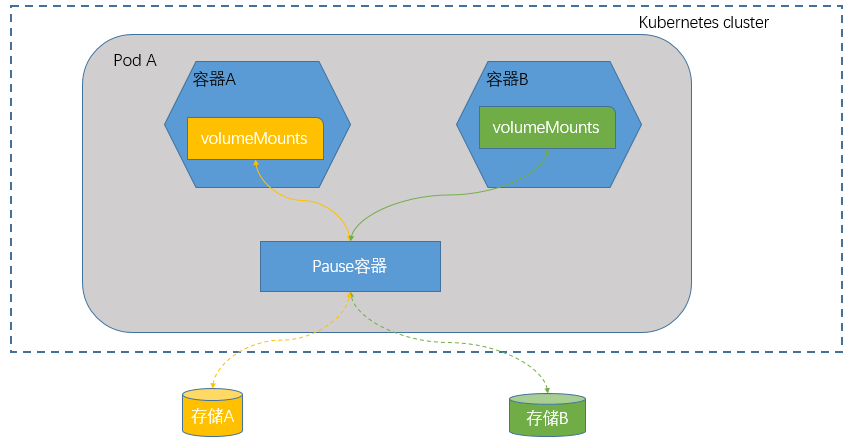 Kubernetes cluster
Pod A
容器A
容器B
volumeMounts
volumeMounts
Pause容器
存储A
存储B